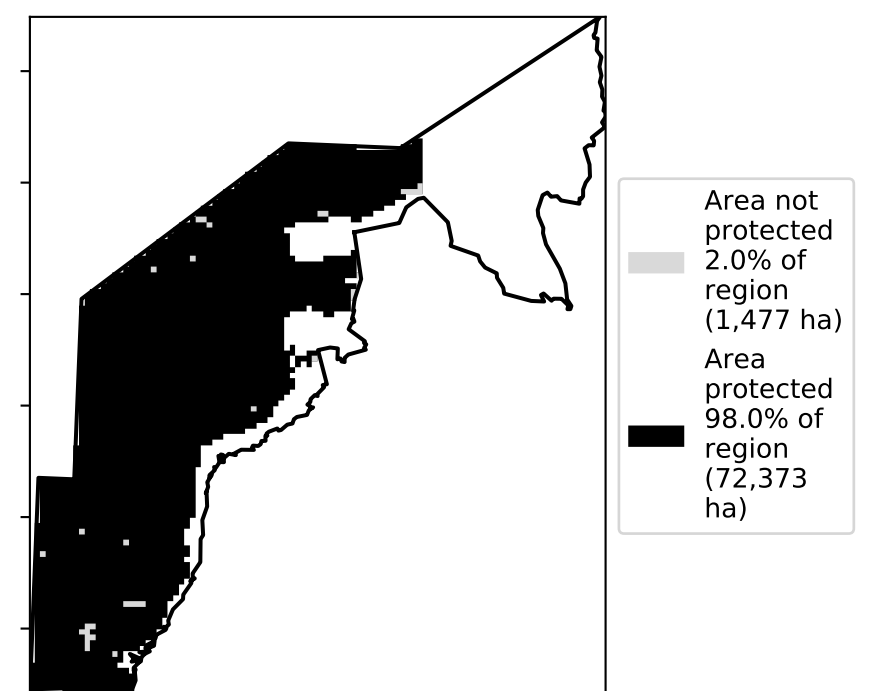 Area not
protected
2.0% of
region
(1,477 ha)
Area
protected
98.0% of
region
(72,373
ha)